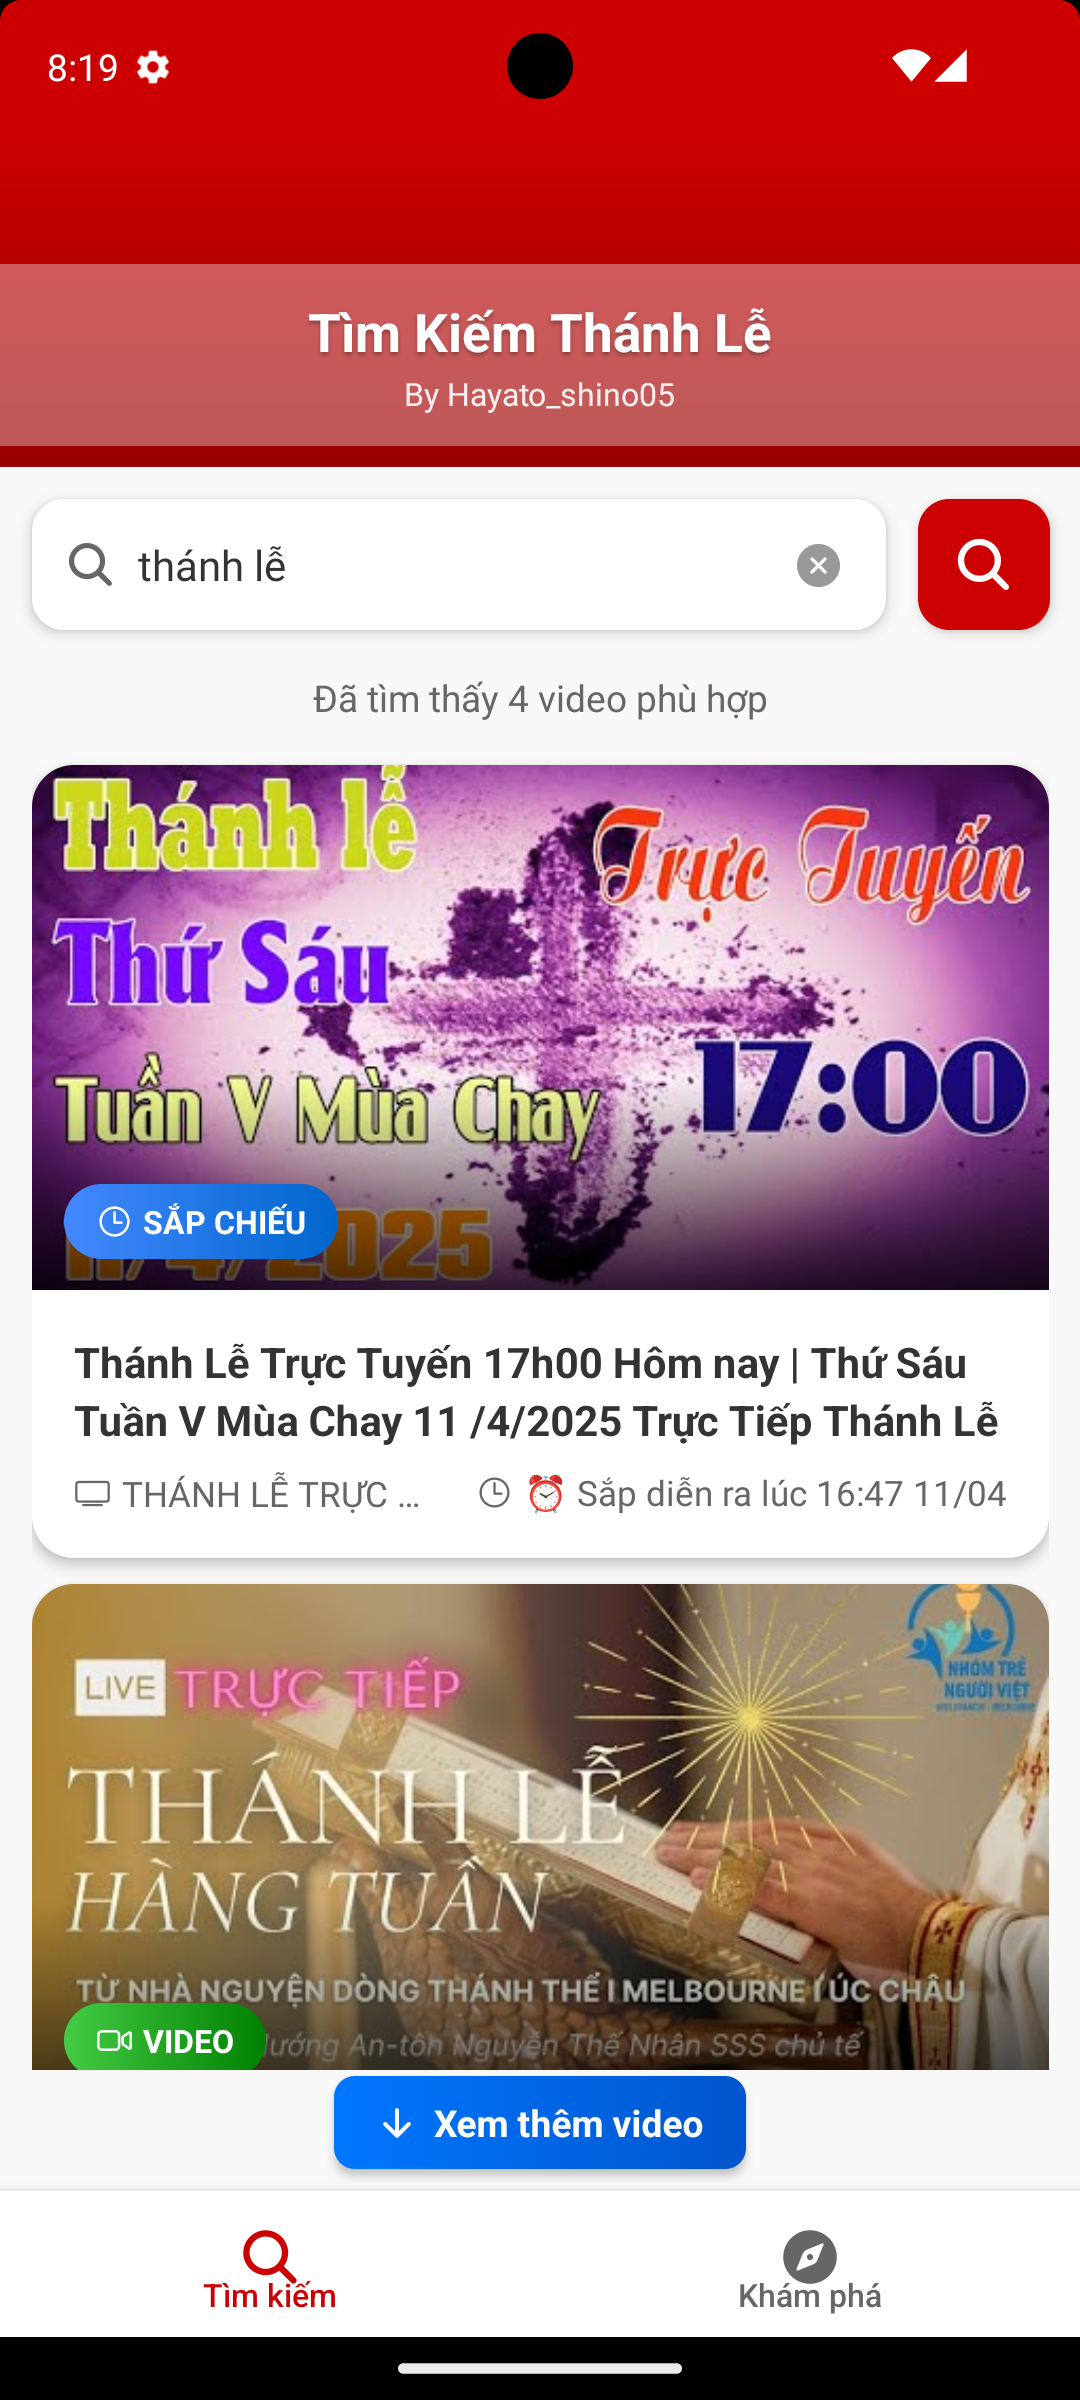 8:19
Tìm Kiếm Thánh Lễ
By Hayato_shino05
thánh lễ
Đã tìm thấy 4 video phù hợp
Thánh lễ
Trực Tuyến
Thứ Sáu
Tuần V Mùa Chay
17:00
11/4/2025
SẮP CHIẾU
Thánh Lễ Trực Tuyến 17h00 Hôm nay | Thứ Sáu
Tuần V Mùa Chay 11 /4/2025 Trực Tiếp Thánh Lễ
THÁNH LỄ TRỰC ...
⏰ Sắp diễn ra lúc 16:47 11/04
NHÓM TRẺ
NGƯỜI VIỆT
LIVE TRỰC TIẾP
THÁNH LỄ
HÀNG TUẦN
TỪ NHÀ NGUYỆN DÒNG THÁNH THỂ I MELBOURNE I ÚC CHÂU
An-tôn Nguyễn Thế Nhân SSS chủ tế
VIDEO
Xem thêm video
Tìm kiếm
Khám phá